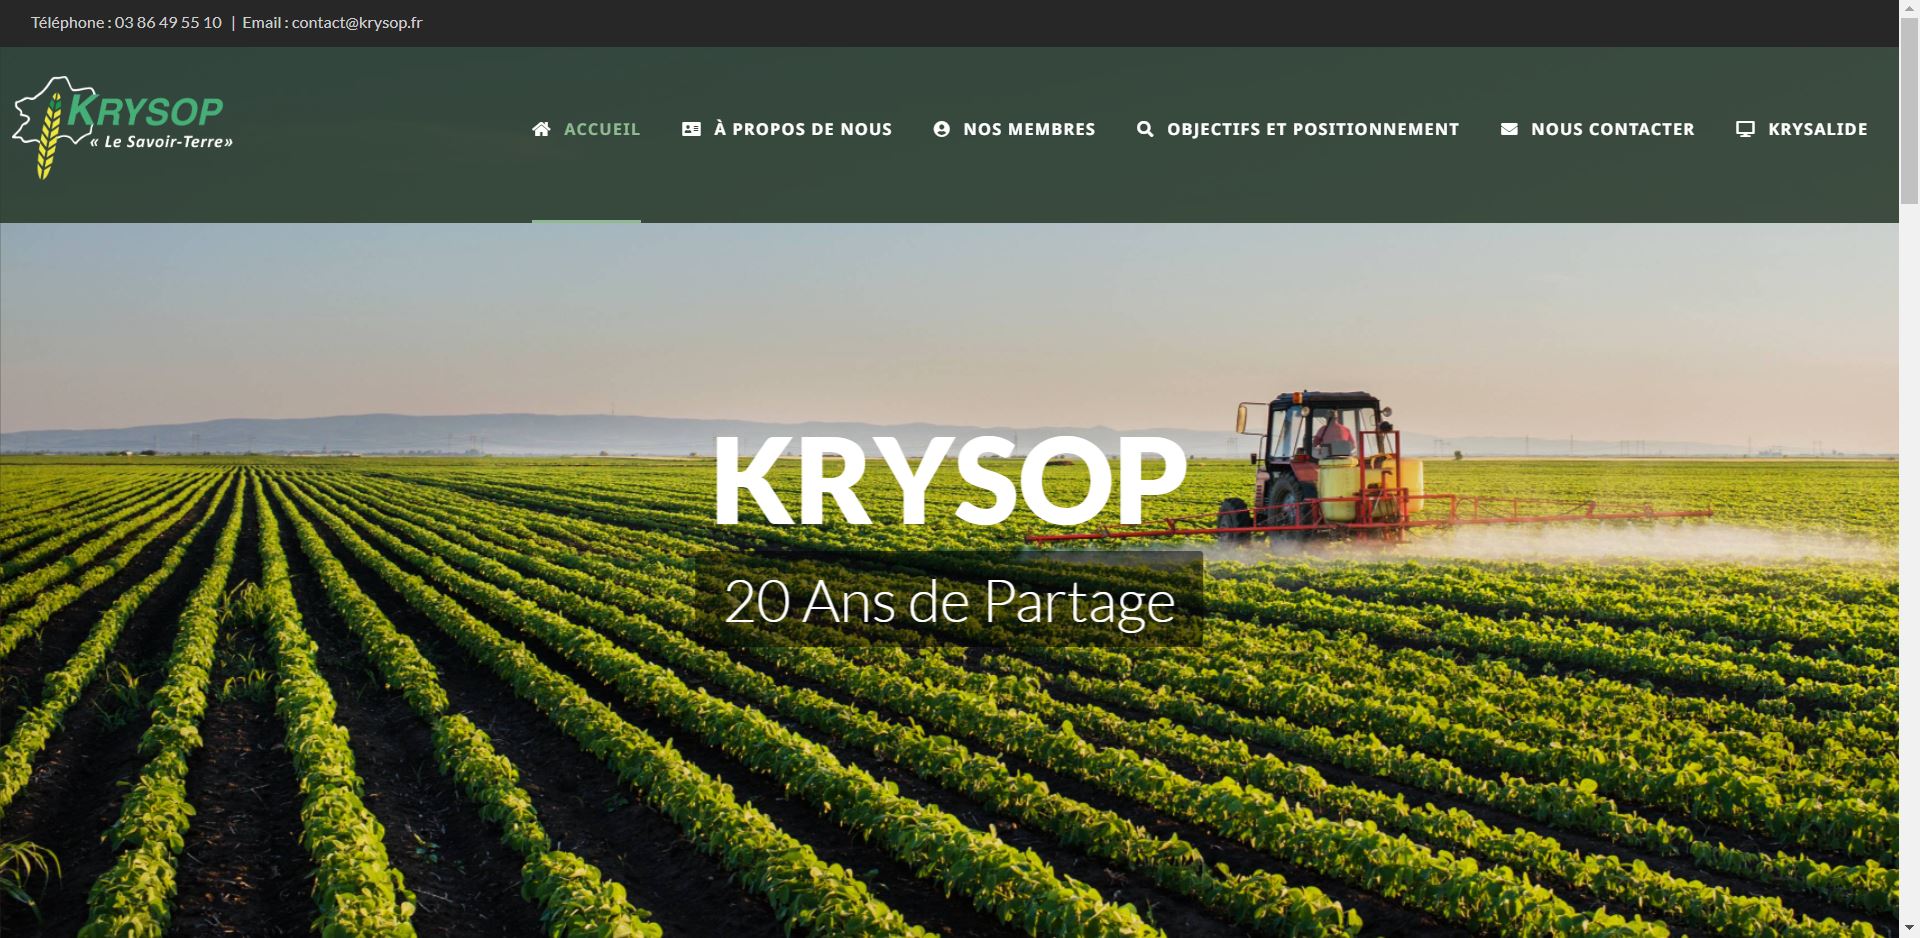 Téléphone : 03 86 49 55 10 | Email : contact@krysop.fr
KRYSOP
« Le Savoir-Terre»
ACCUEIL
À PROPOS DE NOUS
NOS MEMBRES
OBJECTIFS ET POSITIONNEMENT
NOUS CONTACTER
KRYSALIDE
KRYSOP
20 Ans de Partage